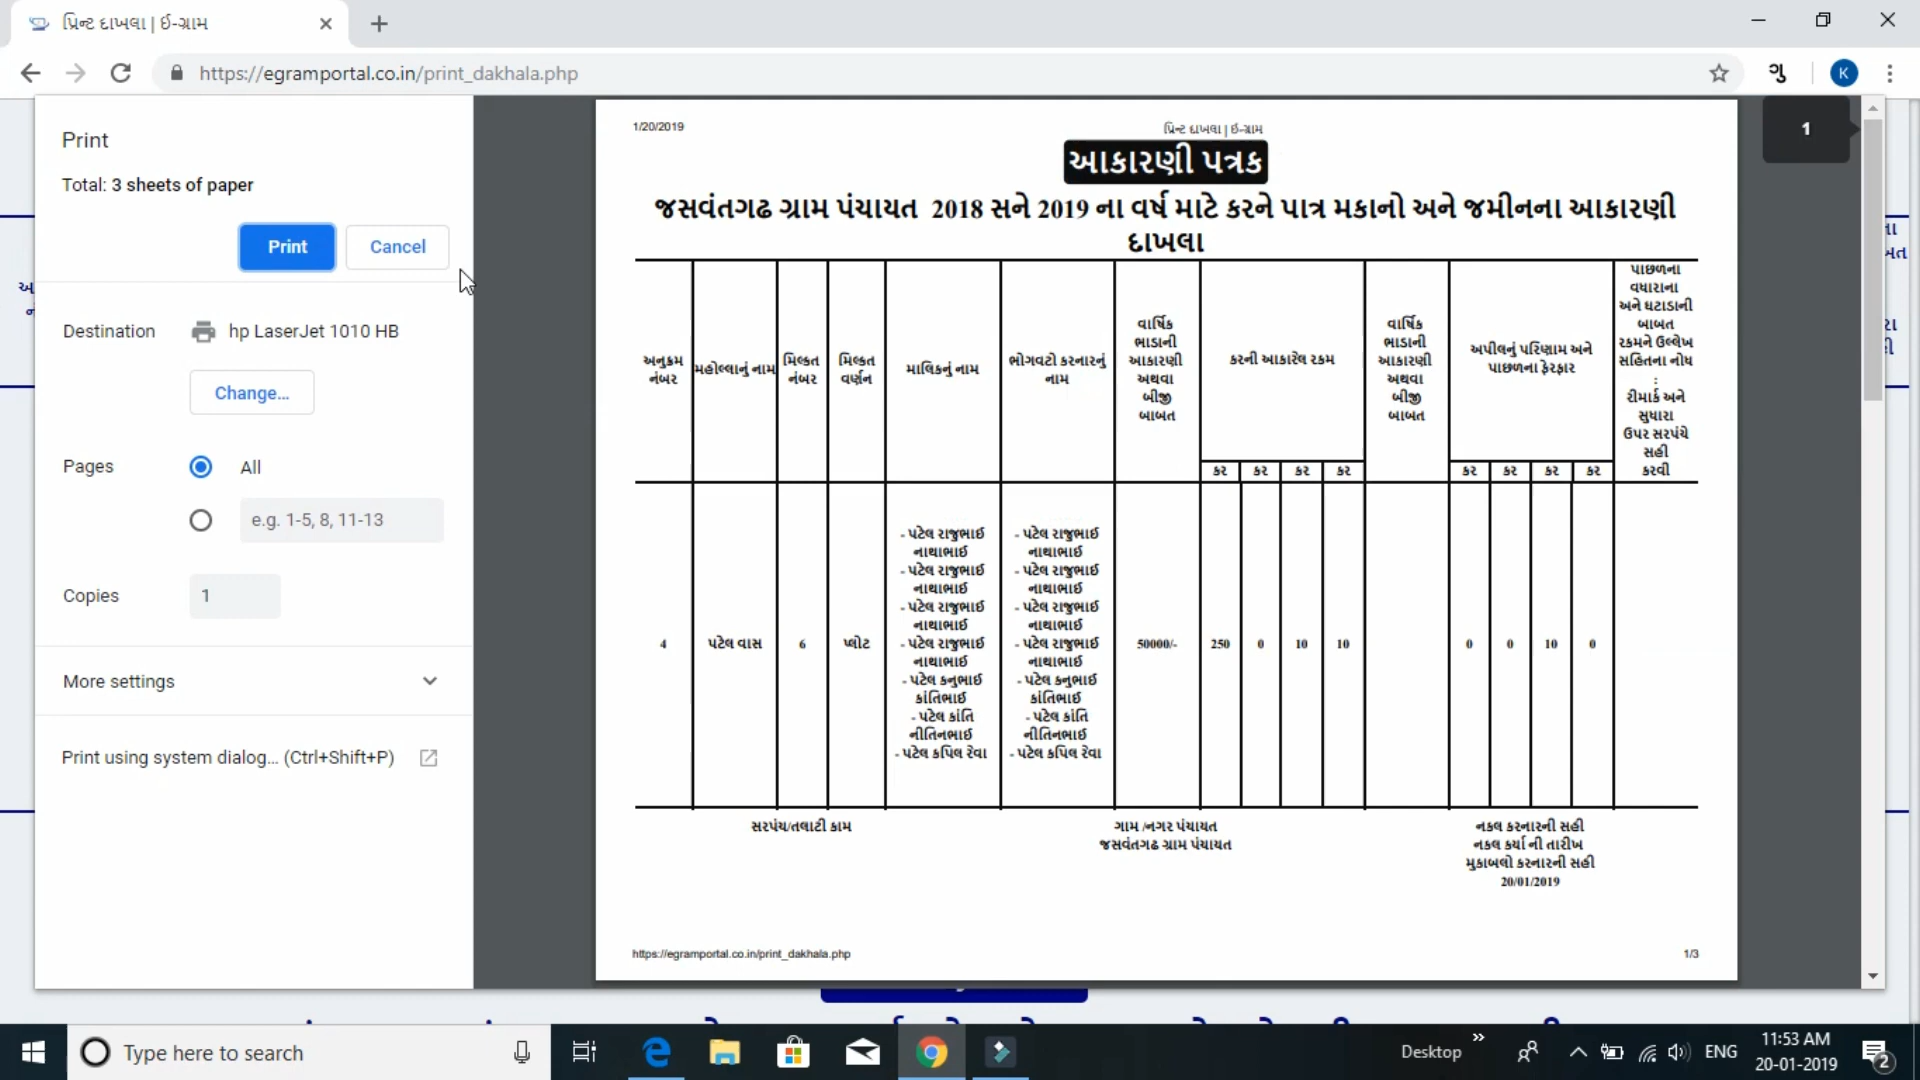 પ્રિન્ટ દાખલા | ઈ-ગ્રામ
https://egramportal.co.in/print_dakhala.php
ગુ
K
Print
Total: 3 sheets of paper
Print
Cancel
Destination
hp LaserJet 1010 HB
Change...
Pages
All
e.g. 1-5, 8, 11-13
Copies
1
More settings
Print using system dialog... (Ctrl+Shift+P)
1
1/20/2019
પ્રિન્ટ દાખલા | ઈ-ગ્રામ
આકારણી પત્રક
જસવંતગઢ ગ્રામ પંચાયત 2018 સને 2019 ના વર્ષ માટે કરને પાત્ર મકાનો અને જમીનના આકારણી
દાખલા
અનુક્રમ
નંબર
મહોલ્લાનું નામ
મિલ્કત
નંબર
મિલ્કત
વર્ણન
માલિકનું નામ
ભોગવટો કરનારનું
નામ
વાર્ષિક
ભાડાની
આકારણી
અથવા
બીજી
બાબત
કરની આકારેલ રકમ
કર કર કર કર
વાર્ષિક
ભાડાની
આકારણી
અથવા
બીજી
બાબત
અપીલનું પરિણામ અને
પાછળના ફેરફાર
કર કર કર કર
પાછળના
વધારાના
અને ઘટાડાની
બાબત
રકમને ઉલ્લેખ
સહિતના નોધ
:
રીમાર્ક અને
સુધારા
ઉપર સરપંચે
સહી
કરવી
4
પટેલ વાસ
6
પ્લોટ
- પટેલ રાજુભાઈ
નાથાભાઈ
- પટેલ રાજુભાઈ
નાથાભાઈ
- પટેલ રાજુભાઈ
નાથાભાઈ
- પટેલ રાજુભાઈ
નાથાભાઈ
- પટેલ કનુભાઈ
કાંતિભાઈ
- પટેલ કાંતિ
નીતિનભાઈ
- પટેલ કપિલ રેવા
- પટેલ રાજુભાઈ
નાથાભાઈ
- પટેલ રાજુભાઈ
નાથાભાઈ
- પટેલ રાજુભાઈ
નાથાભાઈ
- પટેલ રાજુભાઈ
નાથાભાઈ
- પટેલ કનુભાઈ
કાંતિભાઈ
- પટેલ કાંતિ
નીતિનભાઈ
- પટેલ કપિલ રેવા
50000/-
250 0 10 10
0 0 10 0
સરપંચ/તલાટી કામ
ગામ /નગર પંચાયત
જસવંતગઢ ગ્રામ પંચાયત
નકલ કરનારની સહી
નકલ કર્યા ની તારીખ
મુકાબલો કરનારની સહી
20/01/2019
https://egramportal.co.in/print_dakhala.php
1/3
Type here to search
Desktop
ENG
11:53 AM
20-01-2019
2